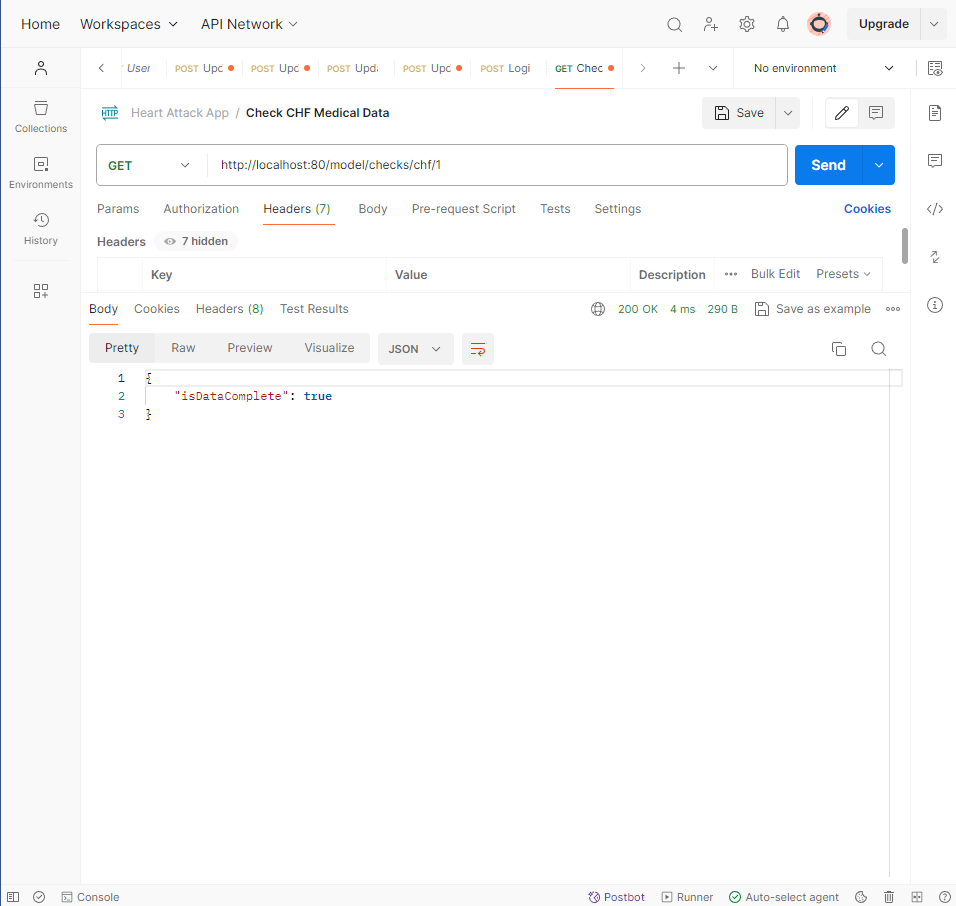 Home Workspaces API Network Upgrade
User POST Upc POST Upc POST Upd POST Upc POST Logi GET Chec No environment
Collections
Environments
History
HTTP Heart Attack App / Check CHF Medical Data Save
GET http://localhost:80/model/checks/chf/1 Send
Params Authorization Headers (7) Body Pre-request Script Tests Settings Cookies
Headers 7 hidden
Key Value Description Bulk Edit Presets
Body Cookies Headers (8) Test Results 200 OK 4 ms 290 B Save as example
Pretty Raw Preview Visualize JSON
1 {
2 "isDataComplete": true
3 }
Console Postbot Runner Auto-select agent